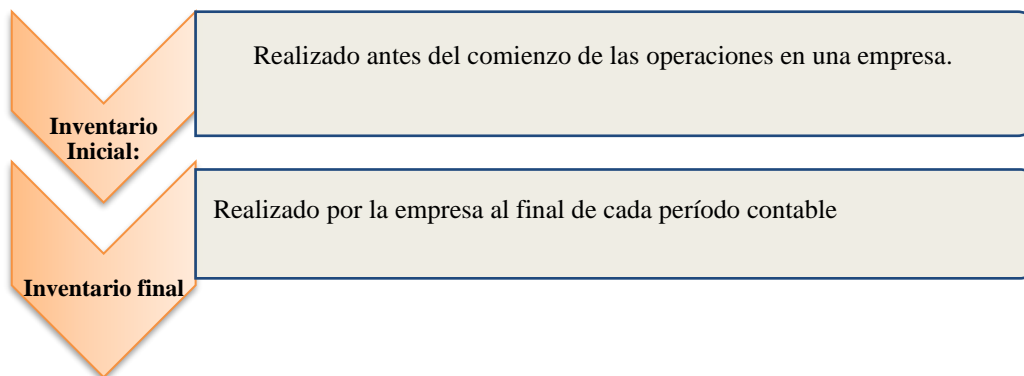 Realizado antes del comienzo de las operaciones en una empresa.
Inventario
Inicial:
Realizado por la empresa al final de cada período contable
Inventario final